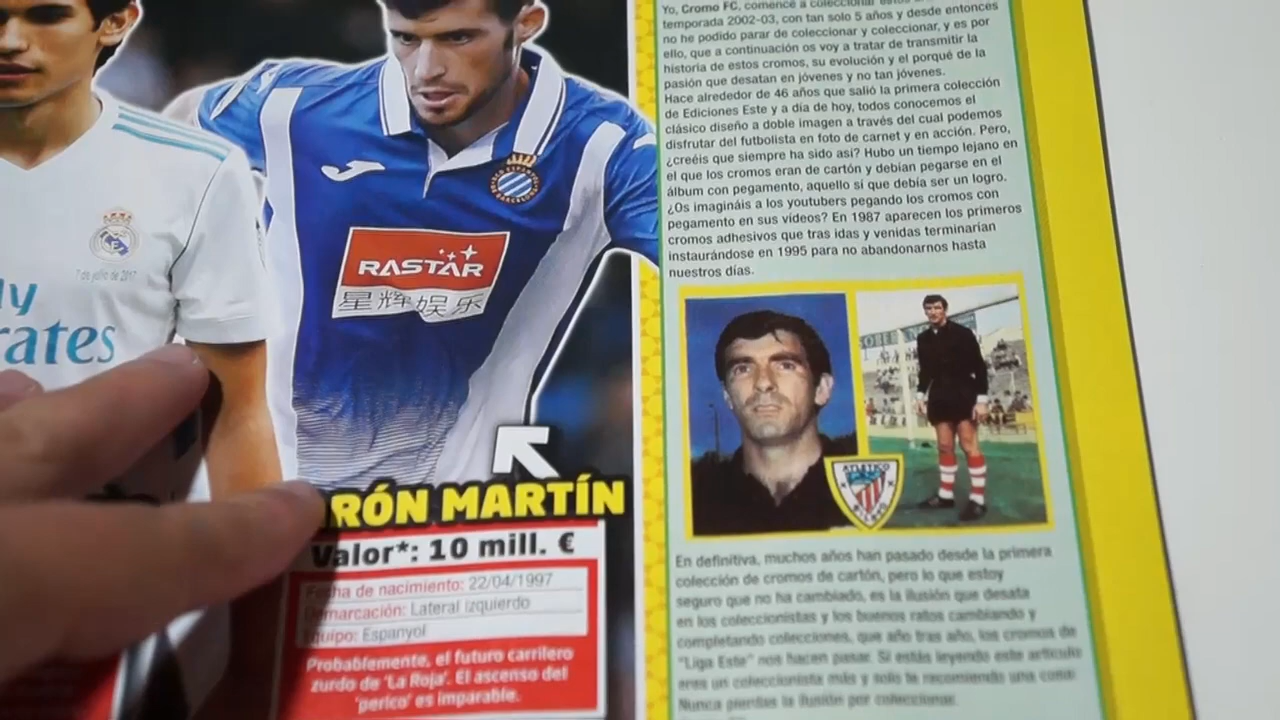 7 de julio de 2017
ly
rates
RASTAR
星辉娱乐
RÓN MARTÍN
Valor*: 10 mill. €
Fecha de nacimiento: 22/04/1997
Demarcación: Lateral izquierdo
Equipo: Espanyol
Probablemente, el futuro carrilero
zurdo de 'La Roja'. El ascenso del
'perico' es imparable.
Yo, Cromo FC, comencé a coleccionar
temporada 2002-03, con tan solo 5 años y desde entonces
no he podido parar de coleccionar y coleccionar, y es por
ello, que a continuación os voy a tratar de transmitir la
historia de estos cromos, su evolución y el porqué de la
pasión que desatan en jóvenes y no tan jóvenes.
Hace alrededor de 46 años que salió la primera colección
de Ediciones Este y a día de hoy, todos conocemos el
clásico diseño a doble imagen a través del cual podemos
disfrutar del futbolista en foto de carnet y en acción. Pero,
¿creéis que siempre ha sido así? Hubo un tiempo lejano en
el que los cromos eran de cartón y debían pegarse en el
álbum con pegamento, aquello sí que debía ser un logro.
¿Os imagináis a los youtubers pegando los cromos con
pegamento en sus vídeos? En 1987 aparecen los primeros
cromos adhesivos que tras idas y venidas terminarían
instaurándose en 1995 para no abandonarnos hasta
nuestros días.
ATLETICO
En definitiva, muchos años han pasado desde la primera
colección de cromos de cartón, pero lo que estoy
seguro que no ha cambiado, es la ilusión que desata
en los coleccionistas y los buenos ratos cambiando y
completando colecciones, que año tras año, los cromos de
"Liga Este" nos hacen pasar. Si estás leyendo este artículo
eres un coleccionista más y solo te recomiendo una cosa:
Nunca pierdas la ilusión por coleccionar.